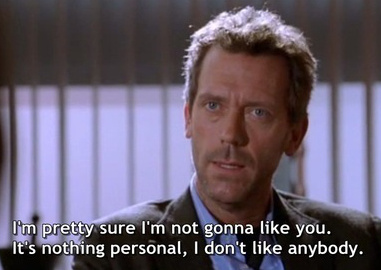 I'm pretty sure I'm not gonna like you.
It's nothing personal, I don't like anybody.